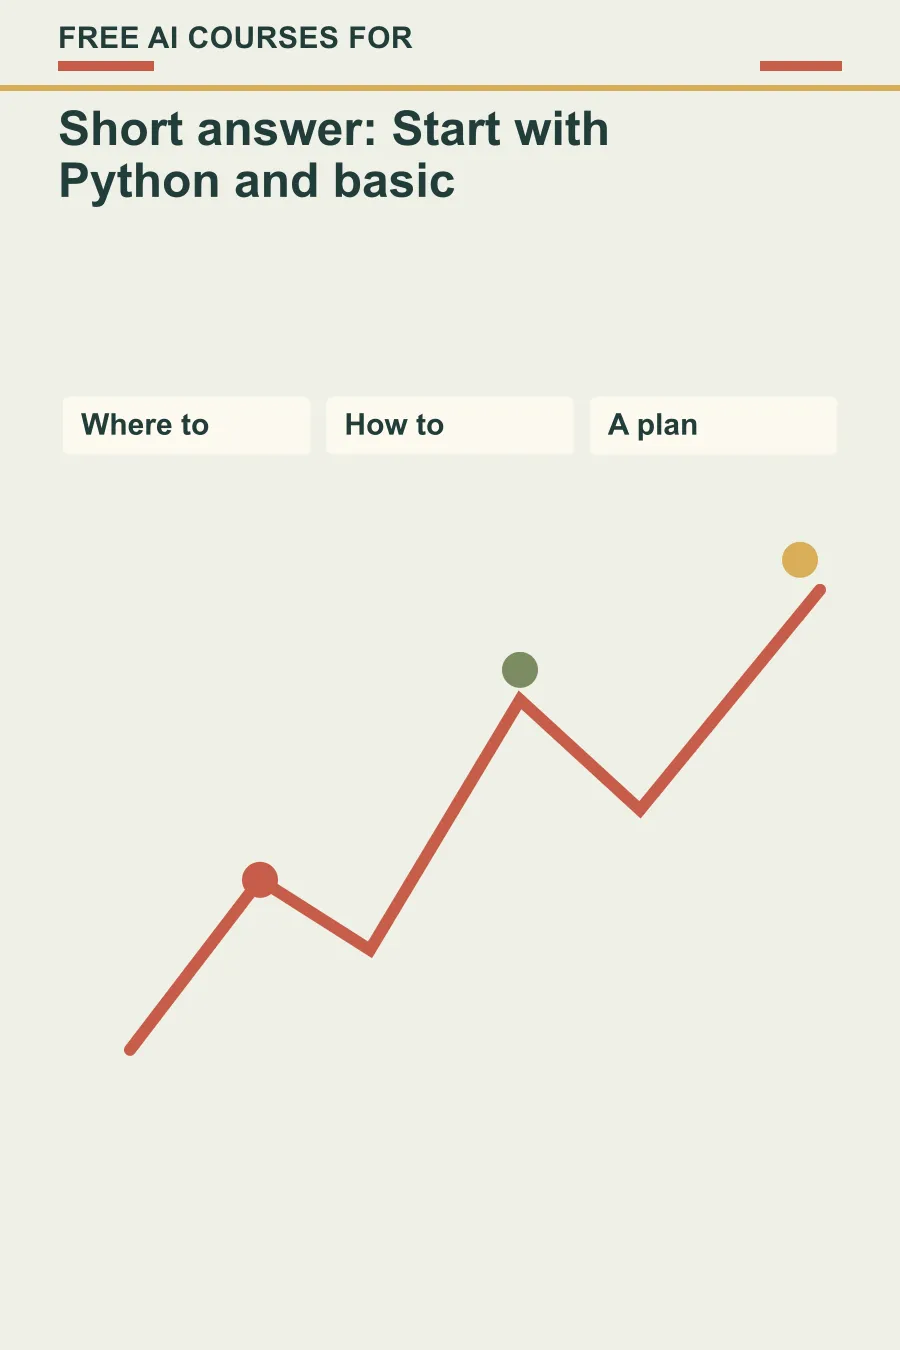 FREE AI COURSES FOR
Short answer: Start with
Python and basic
Where to
How to
A plan